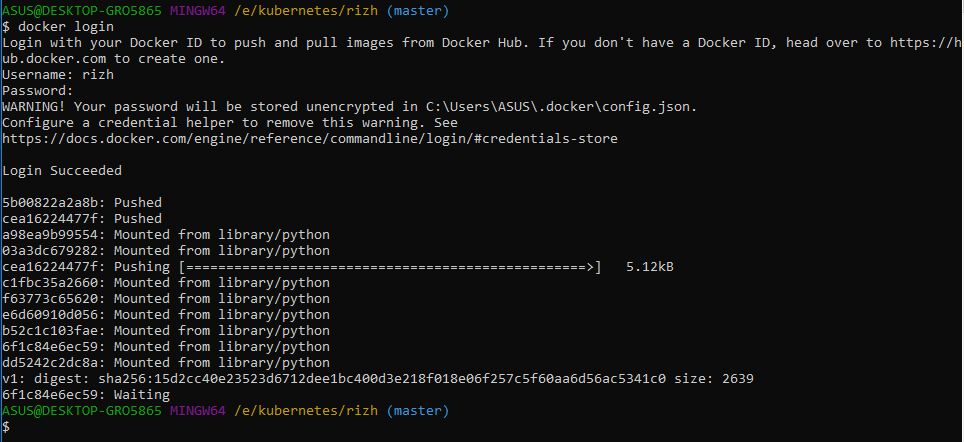 ASUS@DESKTOP-GRO5865 MINGW64 /e/kubernetes/rizh (master)
$ docker login
Login with your Docker ID to push and pull images from Docker Hub. If you don't have a Docker ID, head over to https://h
ub.docker.com to create one.
Username: rizh
Password:
WARNING! Your password will be stored unencrypted in C:\Users\ASUS\.docker\config.json.
Configure a credential helper to remove this warning. See
https://docs.docker.com/engine/reference/commandline/login/#credentials-store

Login Succeeded

5b00822a2a8b: Pushed
cea16224477f: Pushed
a98ea9b99554: Mounted from library/python
03a3dc679282: Mounted from library/python
cea16224477f: Pushing [==================================================>]   5.12kB
c1fbc35a2660: Mounted from library/python
f63773c65620: Mounted from library/python
e6d60910d056: Mounted from library/python
b52c1c103fae: Mounted from library/python
6f1c84e6ec59: Mounted from library/python
dd5242c2dc8a: Mounted from library/python
v1: digest: sha256:15d2cc40e23523d6712dee1bc400d3e218f018e06f257c5f60aa6d56ac5341c0 size: 2639
6f1c84e6ec59: Waiting
ASUS@DESKTOP-GRO5865 MINGW64 /e/kubernetes/rizh (master)
$